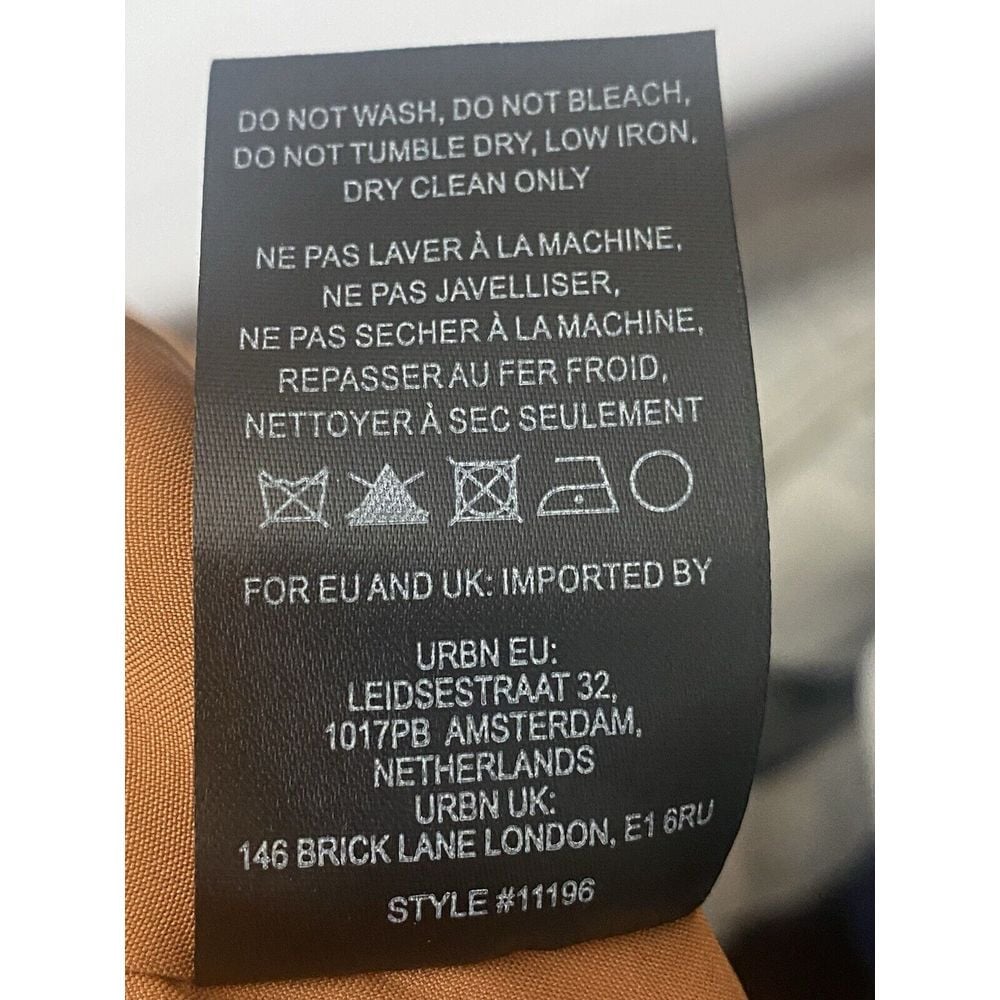 DO NOT WASH, DO NOT BLEACH,
DO NOT TUMBLE DRY, LOW IRON,
DRY CLEAN ONLY
NE PAS LAVER À LA MACHINE,
NE PAS JAVELLISER,
NE PAS SECHER À LA MACHINE,
REPASSER AU FER FROID,
NETTOYER À SEC SEULEMENT
FOR EU AND UK: IMPORTED BY
URBN EU:
LEIDSESTRAAT 32,
1017PB AMSTERDAM,
NETHERLANDS
URBN UK:
146 BRICK LANE LONDON, E1 6RU
STYLE #11196